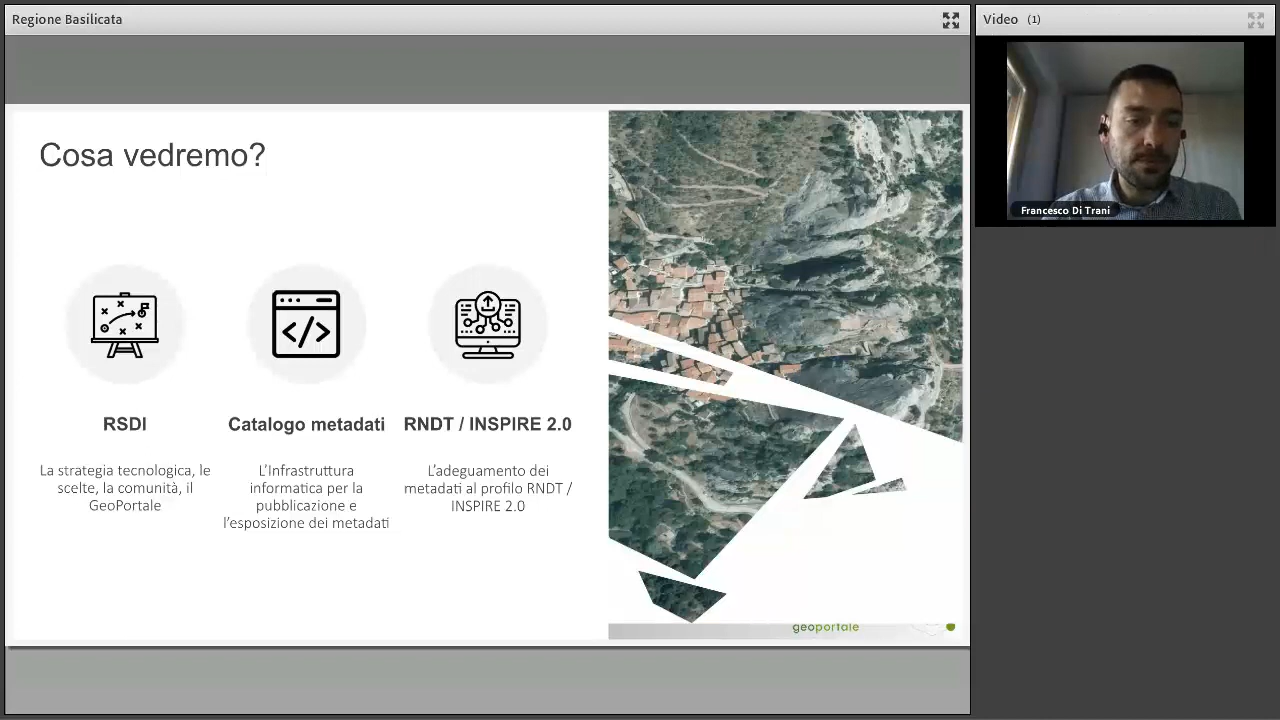 Regione Basilicata
Video (1)
Francesco Di Trani
Cosa vedremo?
RSDI
La strategia tecnologica, le
scelte, la comunità, il
GeoPortale
Catalogo metadati
L'Infrastruttura
informatica per la
pubblicazione e
l'esposizione dei metadati
RNDT / INSPIRE 2.0
L'adeguamento dei
metadati al profilo RNDT /
INSPIRE 2.0
geoportale